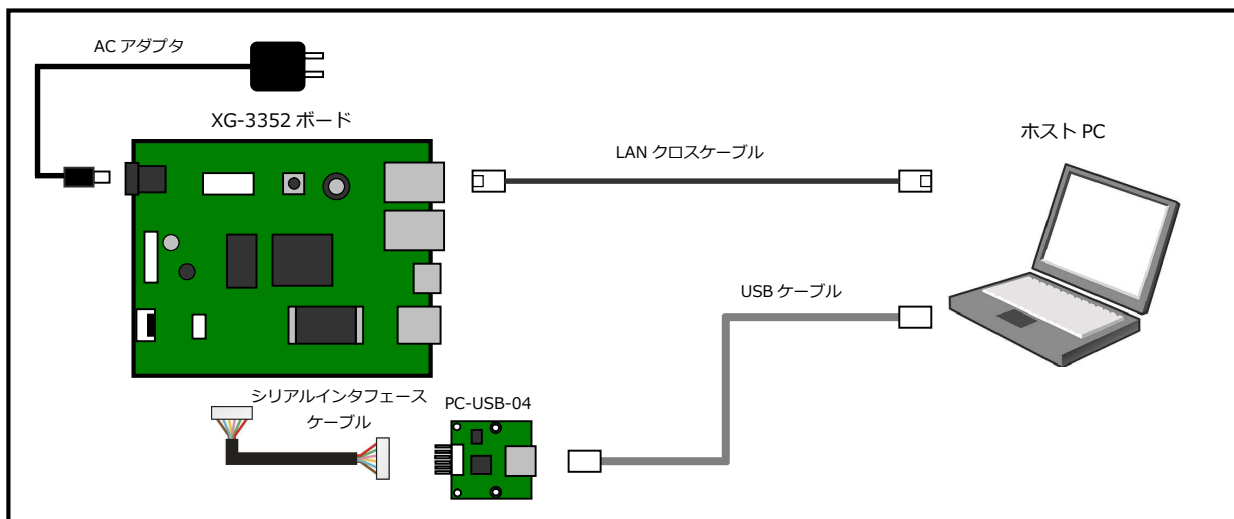 AC アダプタ
XG-3352 ボード
ホスト PC
LAN クロスケーブル
USB ケーブル
シリアルインタフェース
ケーブル
PC-USB-04